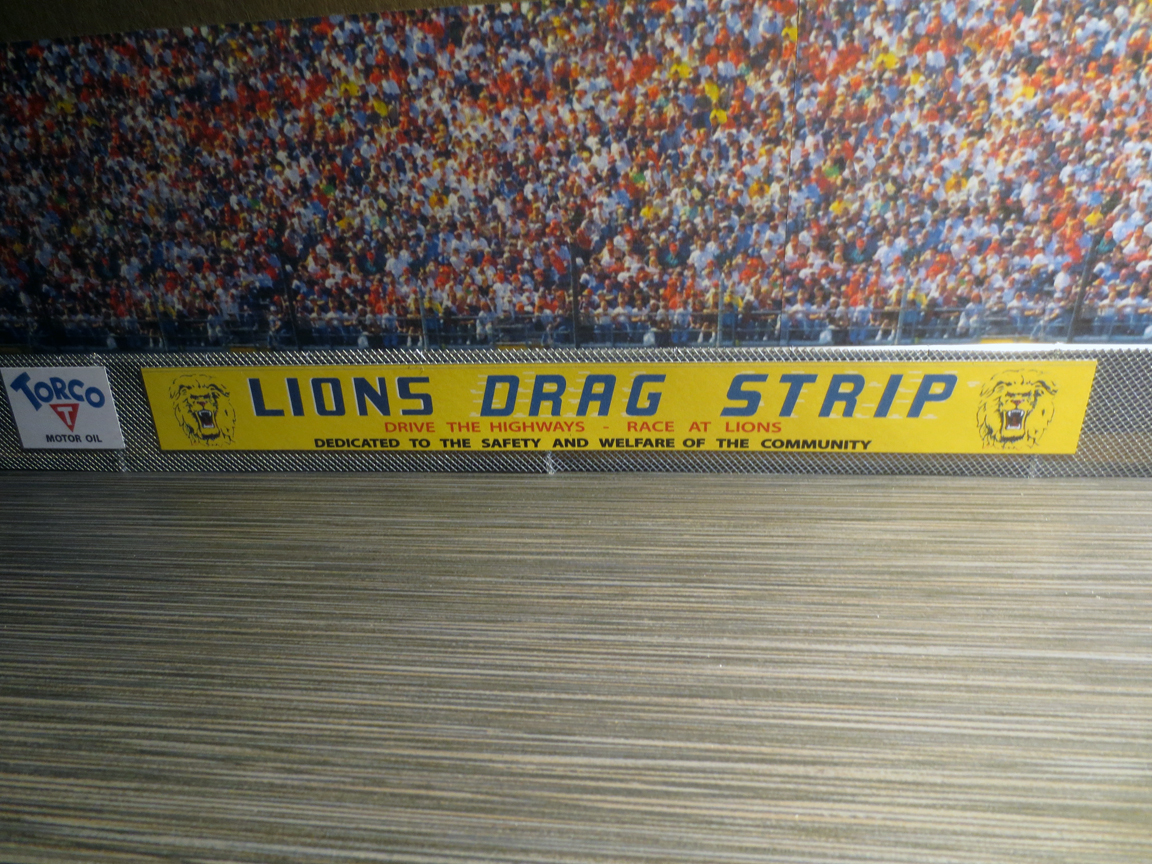 TORCO
T
MOTOR OIL
LIONS DRAG STRIP
DRIVE THE HIGHWAYS - RACE AT LIONS
DEDICATED TO THE SAFETY AND WELFARE OF THE COMMUNITY